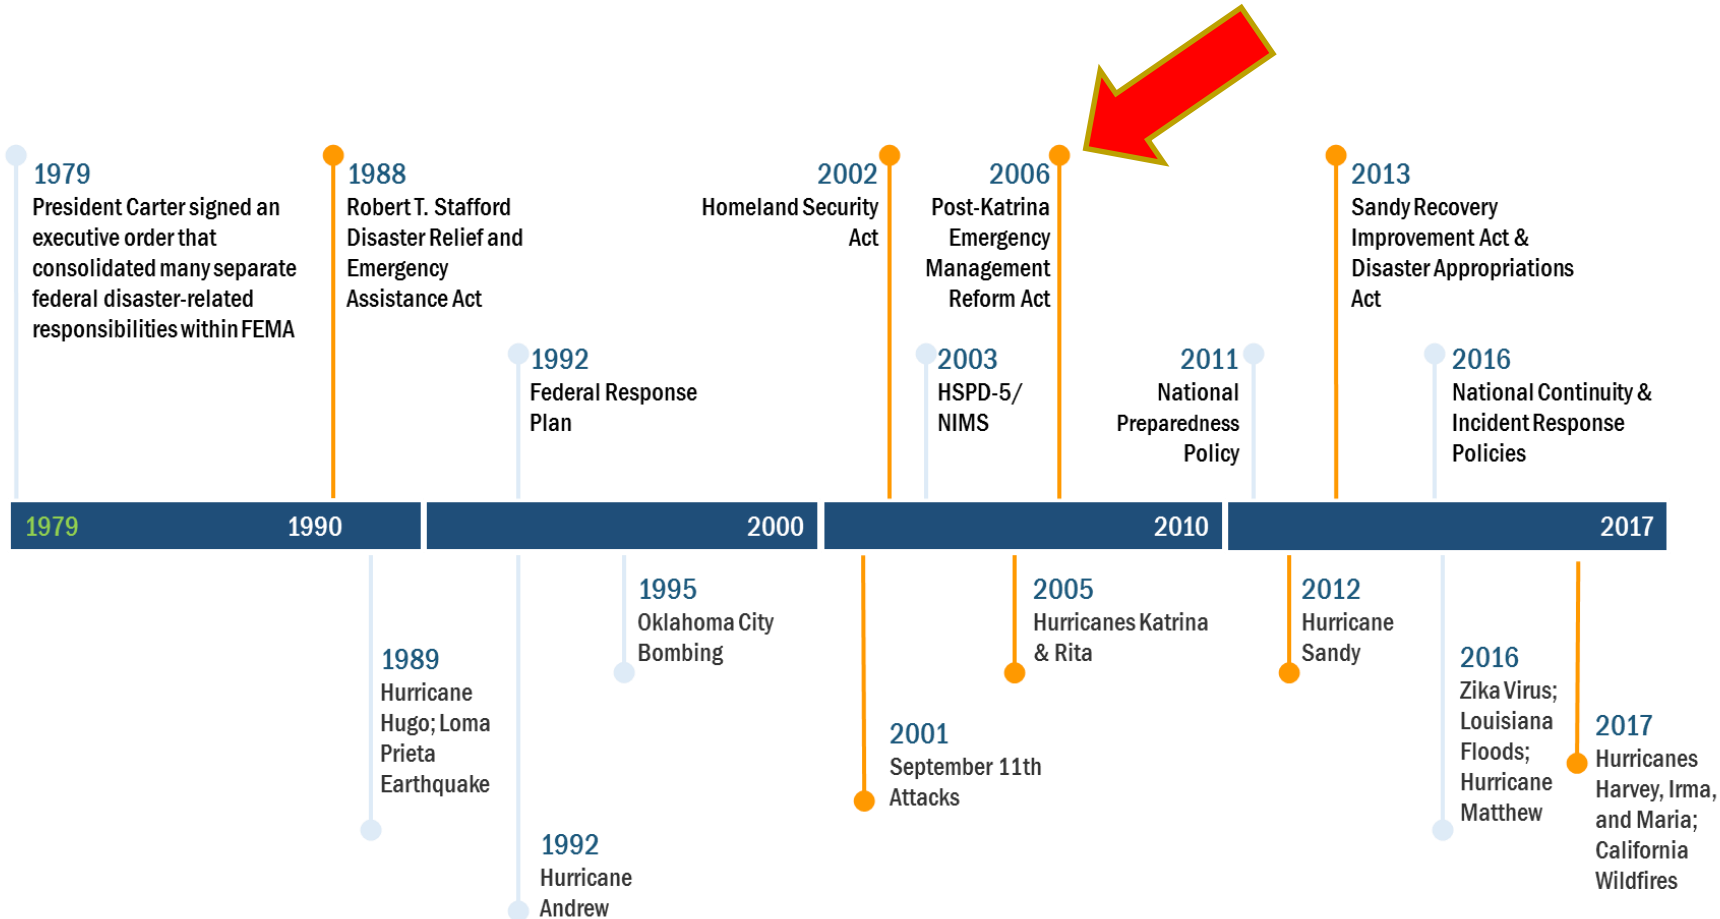 1979
President Carter signed an
executive order that
consolidated many separate
federal disaster-related
responsibilities within FEMA
1988
Robert T. Stafford
Disaster Relief and
Emergency
Assistance Act
1992
Federal Response
Plan
2002
Homeland Security
Act
2003
HSPD-5/
NIMS
2006
Post-Katrina
Emergency
Management
Reform Act
2011
National
Preparedness
Policy
2013
Sandy Recovery
Improvement Act &
Disaster Appropriations
Act
2016
National Continuity &
Incident Response
Policies
1979
1990
2000
2010
2017
1989
Hurricane
Hugo; Loma
Prieta
Earthquake
1992
Hurricane
Andrew
1995
Oklahoma City
Bombing
2001
September 11th
Attacks
2005
Hurricanes Katrina
& Rita
2012
Hurricane
Sandy
2016
Zika Virus;
Louisiana
Floods;
Hurricane
Matthew
2017
Hurricanes
Harvey, Irma,
and Maria;
California
Wildfires